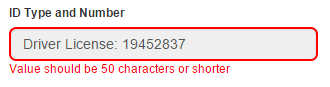 ID Type and Number
Driver License: 19452837
Value should be 50 characters or shorter